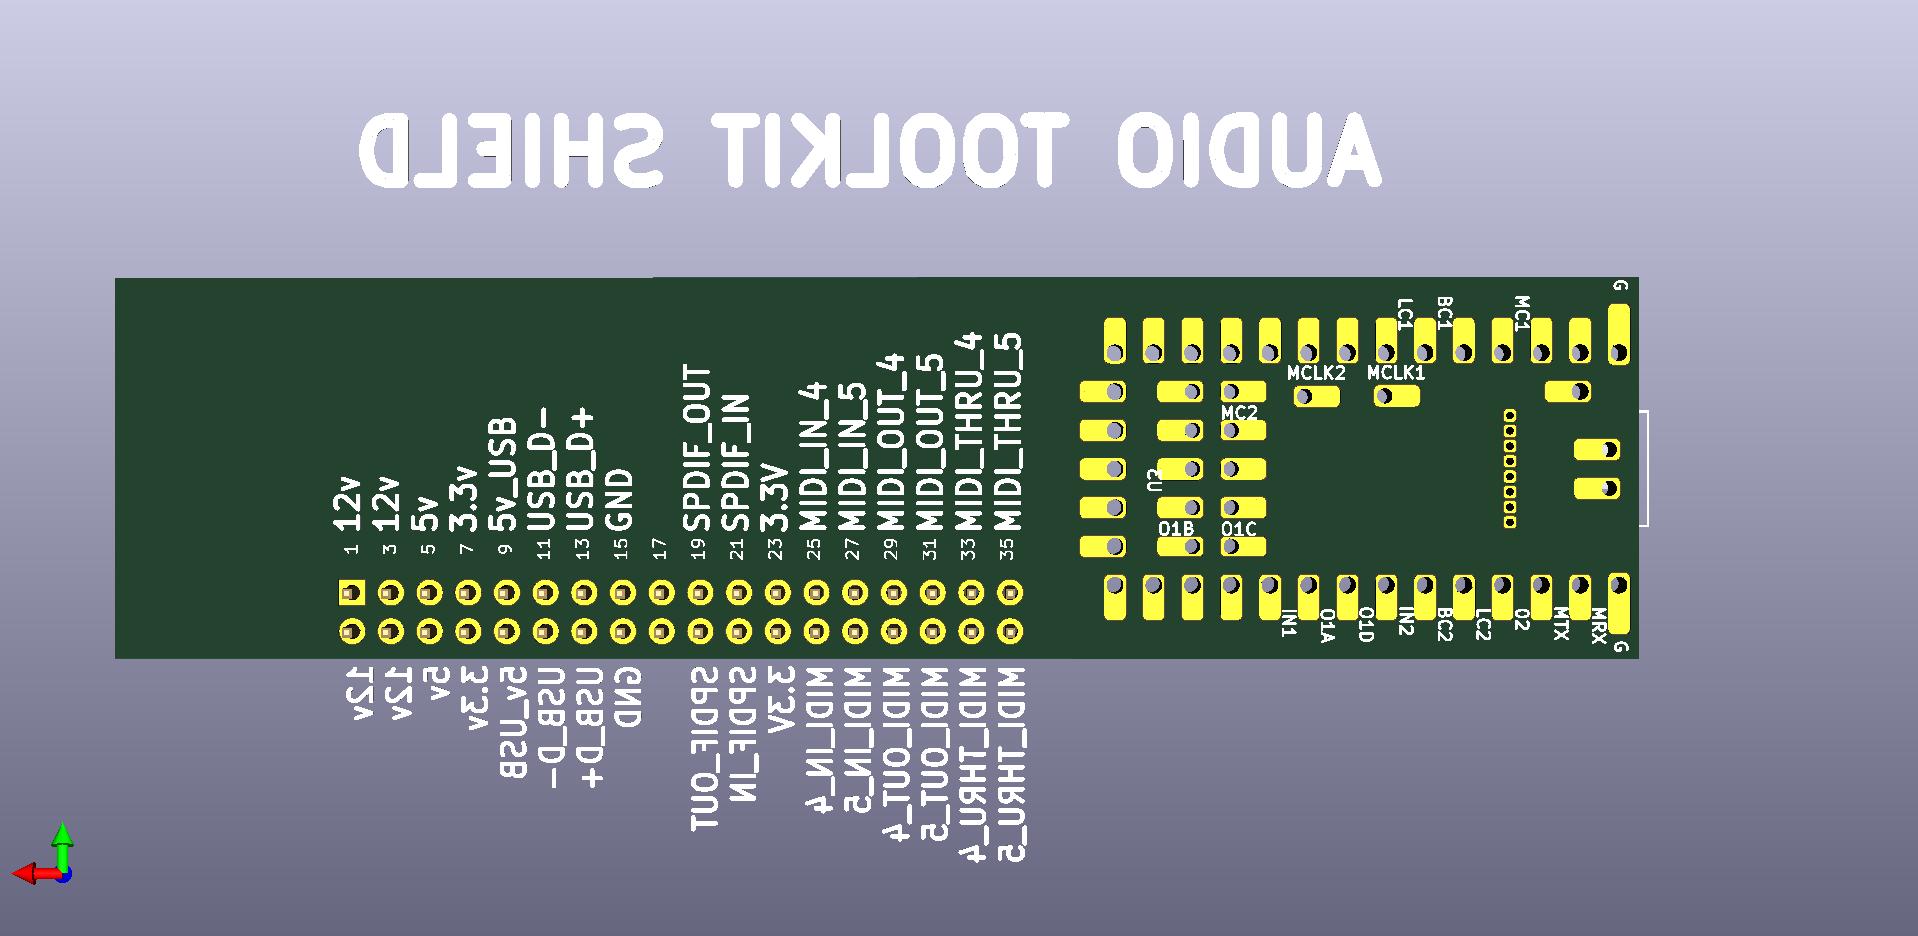 AUDIO TOOLKIT SHIELD
12v
12v
5v
3.3v
5v_USB
USB_D-
USB_D+
GND
SPDIF_OUT
SPDIF_IN
3.3V
MIDI_IN_4
MIDI_IN_5
MIDI_OUT_4
MIDI_OUT_5
MIDI_THRU_4
MIDI_THRU_5
1 3 5 7 9 11 13 15 17 19 21 23 25 27 29 31 33 35
12v
12v
5v
3.3v
5v_USB
USB_D-
USB_D+
GND
SPDIF_OUT
SPDIF_IN
3.3V
MIDI_IN_4
MIDI_IN_5
MIDI_OUT_4
MIDI_OUT_5
MIDI_THRU_4
MIDI_THRU_5
LC1 BC1 MC1 G
MCLK2 MCLK1
MC2
O1B O1C
IN1 O1A O1D IN2 BC2 LC2 O2 MTX MRX G